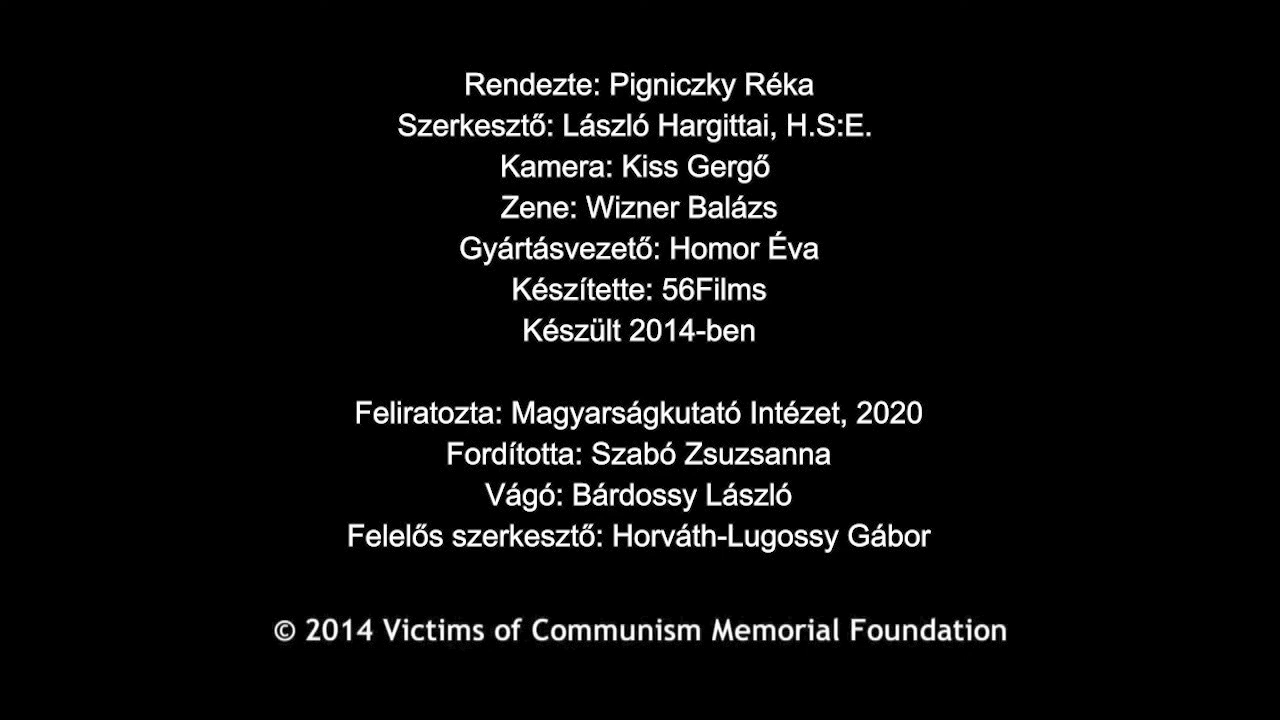 Rendezte: Pigniczky Réka
Szerkesztő: László Hargittai, H.S:E.
Kamera: Kiss Gergő
Zene: Wizner Balázs
Gyártásvezető: Homor Éva
Készítette: 56Films
Készült 2014-ben
Feliratozta: Magyarságkutató Intézet, 2020
Fordította: Szabó Zsuzsanna
Vágó: Bárdossy László
Felelős szerkesztő: Horváth-Lugossy Gábor
© 2014 Victims of Communism Memorial Foundation